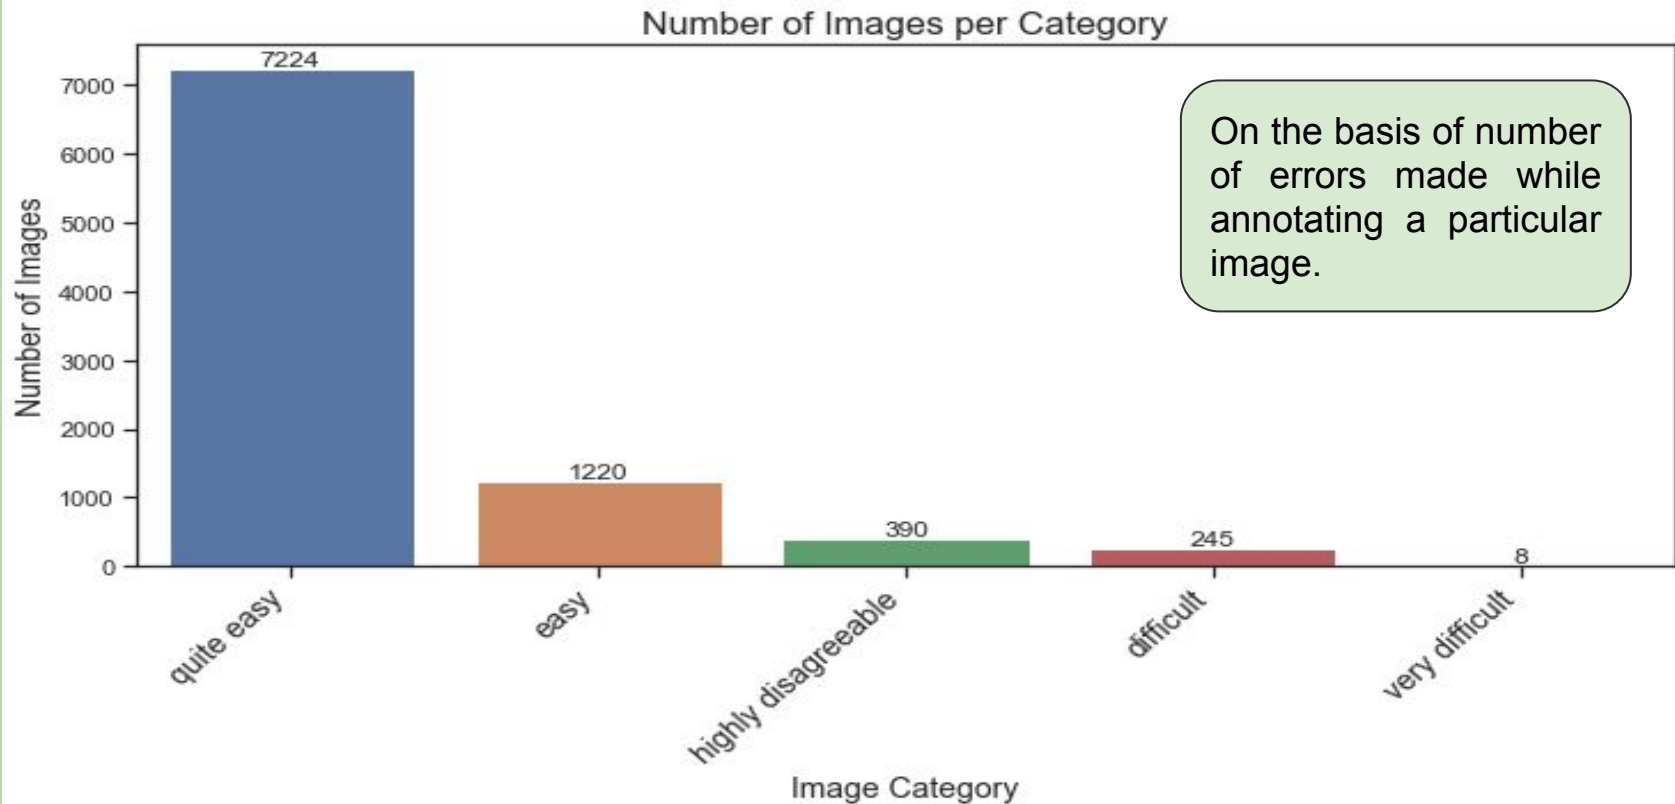 Number of Images per Category
7224
7000
6000
5000
4000
3000
2000
1000
0
Number of Images
1220
390
245
8
On the basis of number
of errors made while
annotating a particular
image.
quite easy
easy
highly disagreeable
difficult
very difficult
Image Category